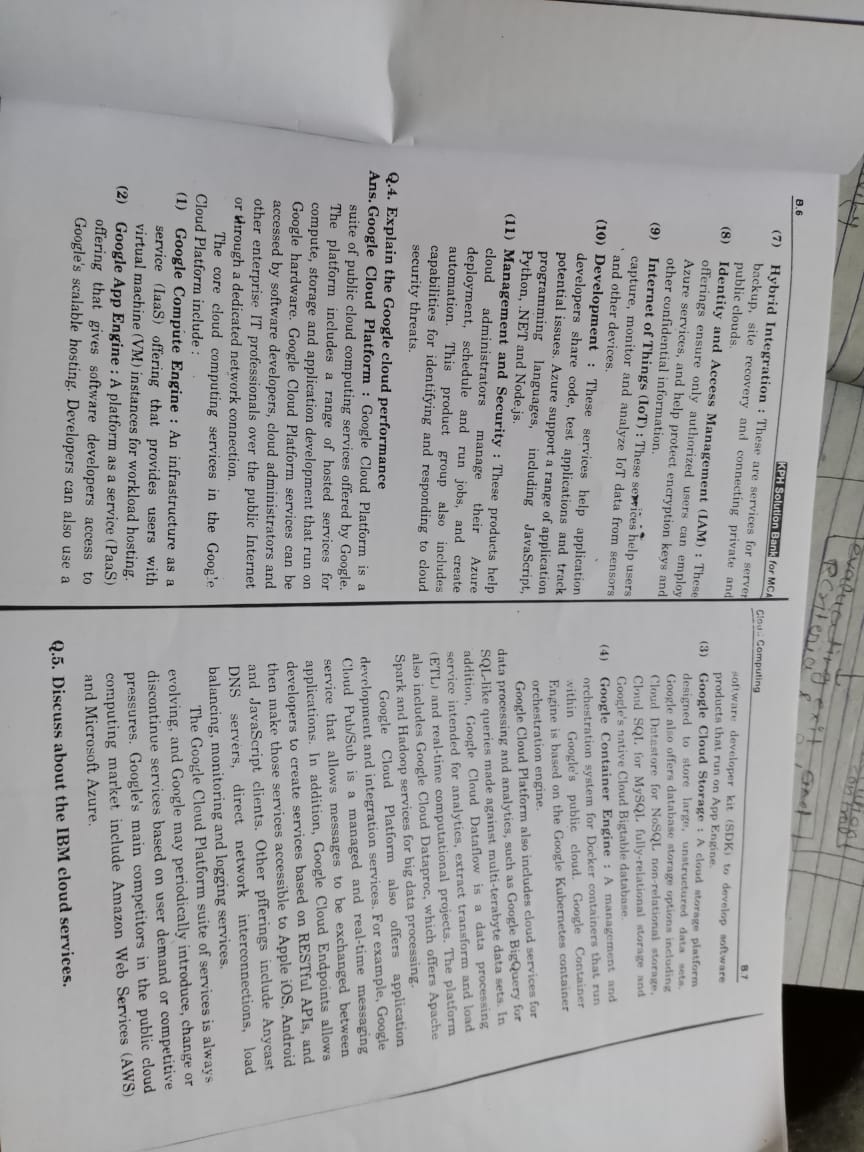 evaluating exit and
criteria
B.6
KPH Solution Bank for MCA
(7) Hybrid Integration : These are services for server
backup, site recovery and connecting private and
public clouds.
(8) Identity and Access Management (IAM) : These
offerings ensure only authorized users can employ
Azure services, and help protect encryption keys and
other confidential information.
(9) Internet of Things (IoT) : These services help users
capture, monitor and analyze IoT data from sensors
and other devices.
(10) Development : These services help application
developers share code, test applications and track
potential issues. Azure support a range of application
programming languages, including JavaScript,
Python, .NET and Node.js.
(11) Management and Security : These products help
cloud administrators manage their Azure
deployment, schedule and run jobs, and create
automation. This product group also includes
capabilities for identifying and responding to cloud
security threats.
Q.4. Explain the Google cloud performance
Ans. Google Cloud Platform : Google Cloud Platform is a
suite of public cloud computing services offered by Google.
The platform includes a range of hosted services for
compute, storage and application development that run on
Google hardware. Google Cloud Platform services can be
accessed by software developers, cloud administrators and
other enterprise IT professionals over the public Internet
or through a dedicated network connection.
The core cloud computing services in the Google
Cloud Platform include :
(1) Google Compute Engine : An infrastructure as a
service (IaaS) offering that provides users with
virtual machine (VM) instances for workload hosting.
(2) Google App Engine : A platform as a service (PaaS)
offering that gives software developers access to
Google's scalable hosting. Developers can also use a
Computing
B.7
software developer kit (SDK) to develop software
products that run on App Engine.
(3) Google Cloud Storage : A cloud storage platform
designed to store large, unstructured data sets.
Google also offers database storage options including
Cloud Datastore for NoSQL non-relational storage,
Cloud SQL for MySQL fully-relational storage and
Google's native Cloud Bigtable database.
(4) Google Container Engine : A management and
orchestration system for Docker containers that run
within Google's public cloud. Google Container
Engine is based on the Google Kubernetes container
orchestration engine.
Google Cloud Platform also includes cloud services for
data processing and analytics, such as Google BigQuery for
SQL-like queries made against multi-terabyte data sets. In
addition, Google Cloud Dataflow is a data processing
service intended for analytics, extract transform and load
(ETL) and real-time computational projects. The platform
also includes Google Cloud Dataproc, which offers Apache
Spark and Hadoop services for big data processing.
Google Cloud Platform also offers application
development and integration services. For example, Google
Cloud Pub/Sub is a managed and real-time messaging
service that allows messages to be exchanged between
applications. In addition, Google Cloud Endpoints allows
developers to create services based on RESTful APIs, and
then make those services accessible to Apple iOS, Android
and JavaScript clients. Other pfferings include Anycast
DNS servers, direct network interconnections, load
balancing, monitoring and logging services.
The Google Cloud Platform suite of services is always
evolving, and Google may periodically introduce, change or
discontinue services based on user demand or competitive
pressures. Google's main competitors in the public cloud
computing market include Amazon Web Services (AWS)
and Microsoft Azure.
Q.5. Discuss about the IBM cloud services.